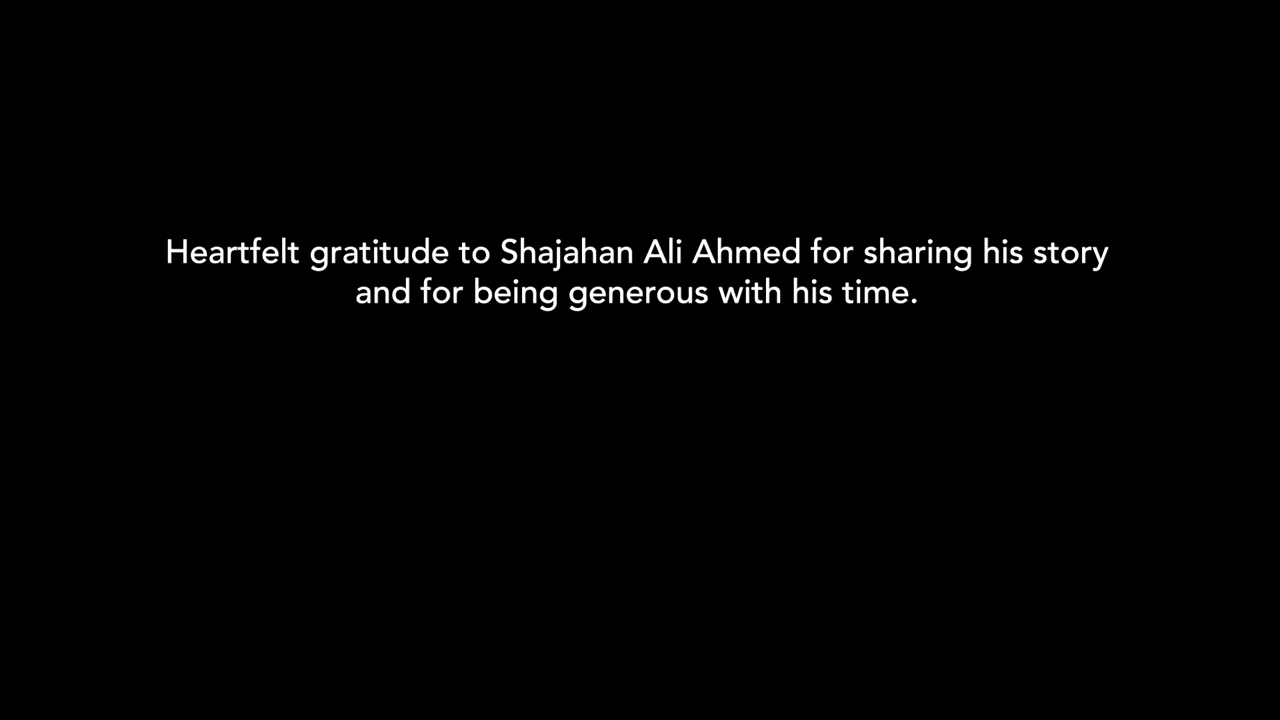 Heartfelt gratitude to Shajahan Ali Ahmed for sharing his story
and for being generous with his time.